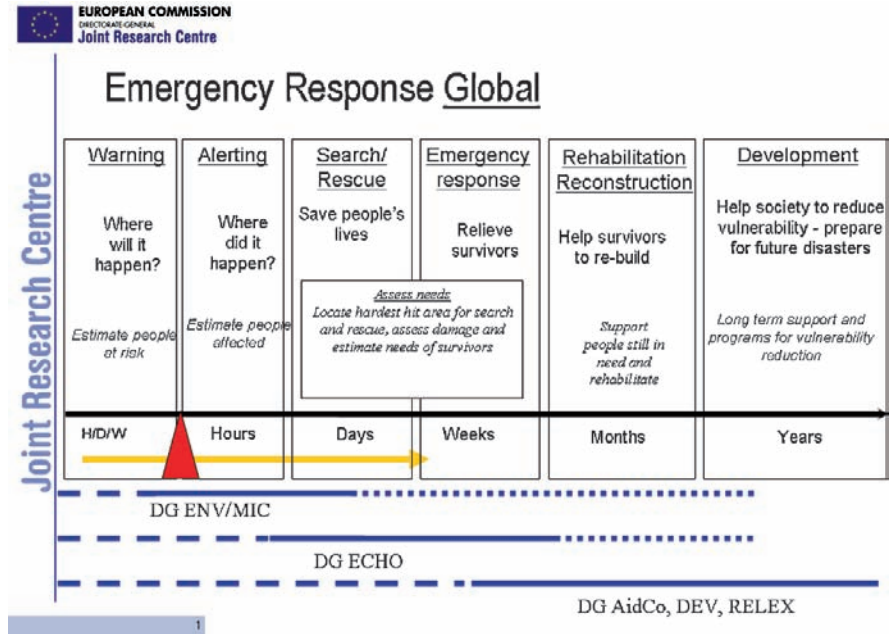 EUROPEAN COMMISSION
DIRECTORATE-GENERAL
Joint Research Centre
Joint Research Centre
Emergency Response Global
Warning
Where
will it
happen?
Estimate people
at risk
Alerting
Where
did it
happen?
Estimate people
affected
Search/
Rescue
Save people's
lives
Emergency
response
Relieve
survivors
Assess needs
Locate hardest hit area for search
and rescue, assess damage and
estimate needs of survivors
Rehabilitation
Reconstruction
Help survivors
to re-build
Support
people still in
need and
rehabilitate
Development
Help society to reduce
vulnerability - prepare
for future disasters
Long term support and
programs for vulnerability
reduction
H/D/W
Hours
Days
Weeks
Months
Years
DG ENV/MIC
DG ECHO
DG AidCo, DEV, RELEX
1